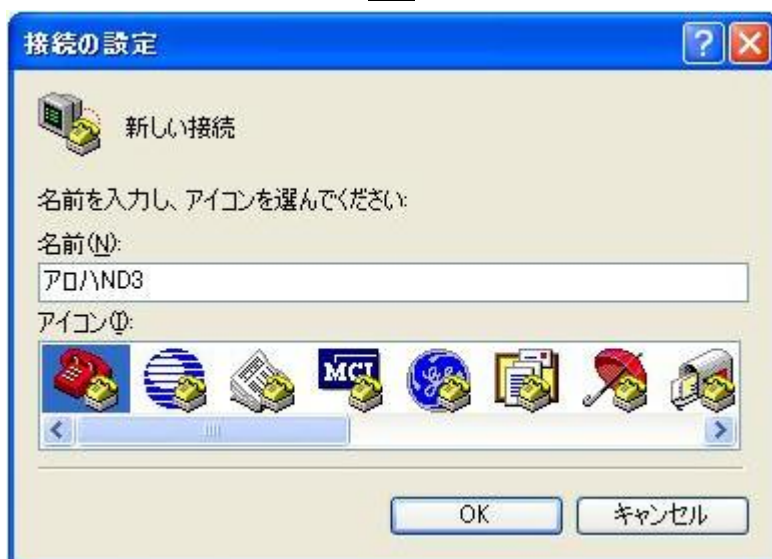 接続の設定
新しい接続
名前を入力し、アイコンを選んでください:
名前(N):
アロハND3
アイコン(I):
MCI
OK
キャンセル